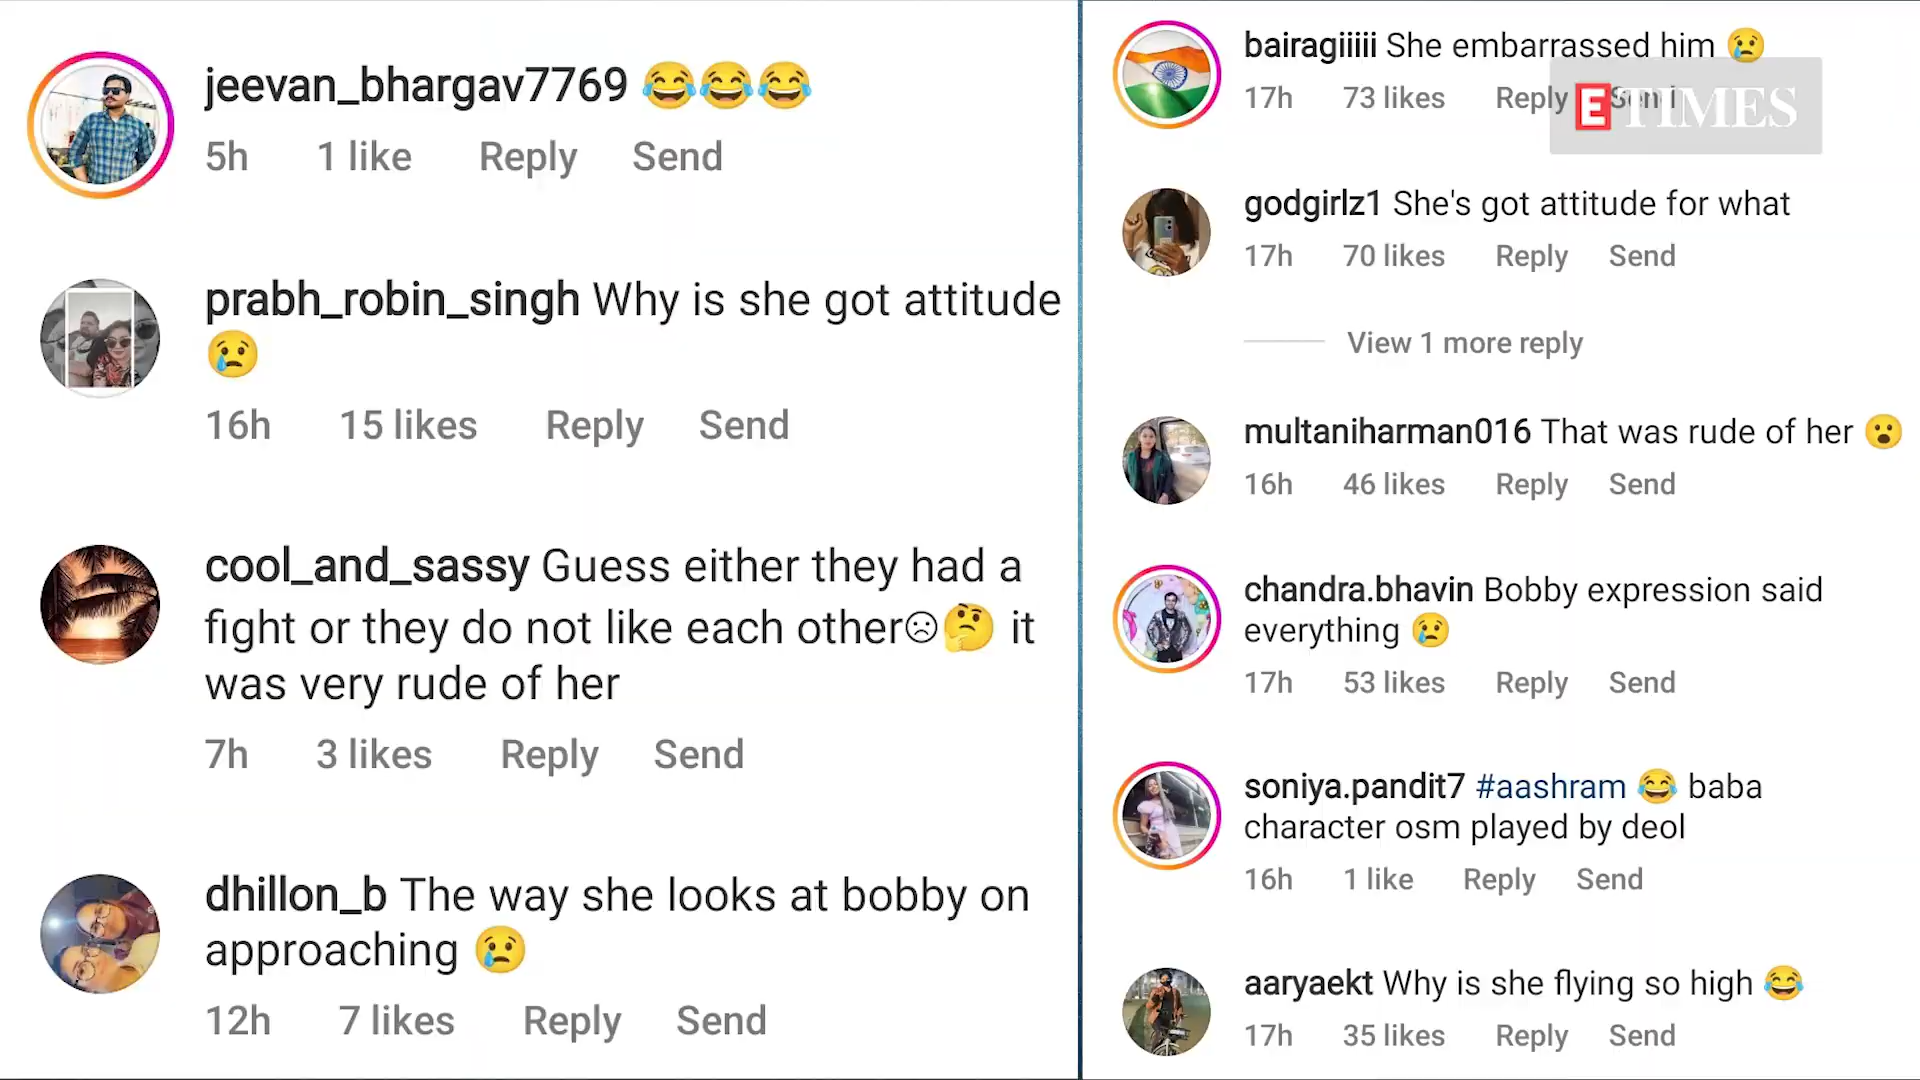 jeevan_bhargav7769 😂😂😂
5h 1 like Reply Send
prabh_robin_singh Why is she got attitude
😢
16h 15 likes Reply Send
cool_and_sassy Guess either they had a
fight or they do not like each other☹🤔 it
was very rude of her
7h 3 likes Reply Send
dhillon_b The way she looks at bobby on
approaching 😢
12h 7 likes Reply Send
bairagiiiii She embarrassed him 😢
17h 73 likes Reply Send
ETIMES
godgirlz1 She's got attitude for what
17h 70 likes Reply Send
View 1 more reply
multaniharman016 That was rude of her 😮
16h 46 likes Reply Send
chandra.bhavin Bobby expression said
everything 😢
17h 53 likes Reply Send
soniya.pandit7 #aashram 😂 baba
character osm played by deol
16h 1 like Reply Send
aaryaekt Why is she flying so high 😂
17h 35 likes Reply Send